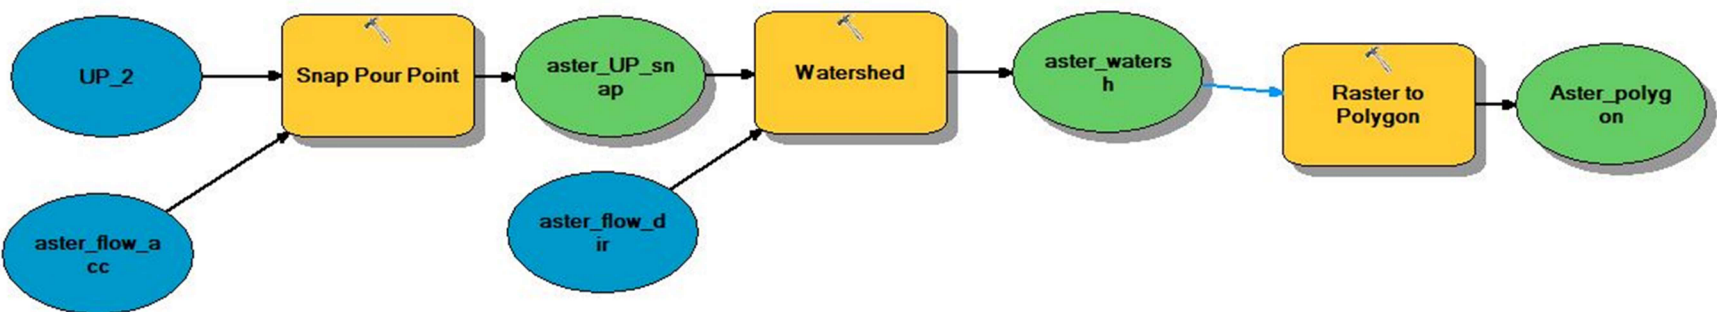 UP_2
Snap Pour Point
aster_UP_sn
ap
Watershed
aster_waters
h
Raster to
Polygon
Aster_polyg
on
aster_flow_a
cc
aster_flow_d
ir